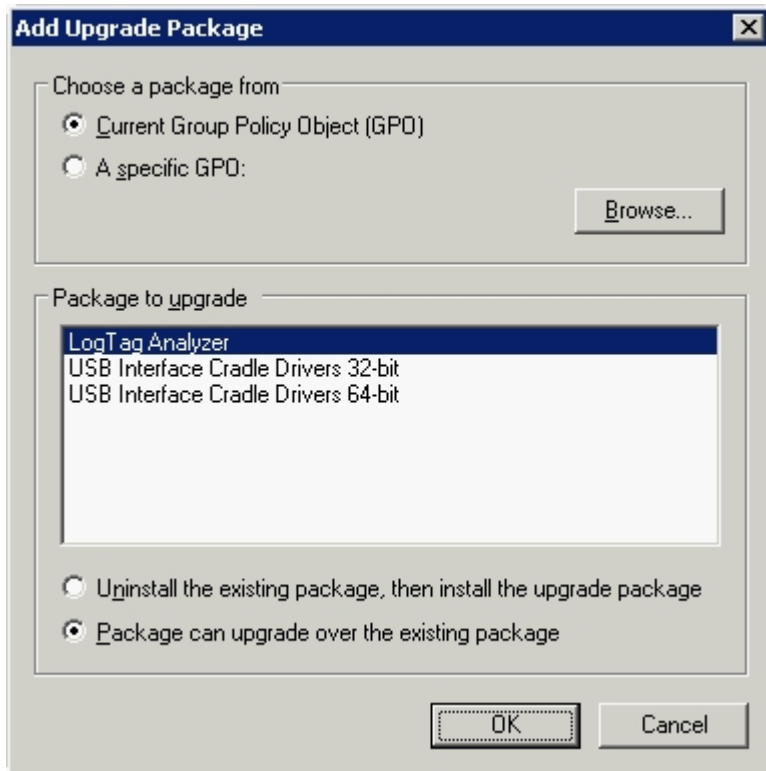 Add Upgrade Package
Choose a package from
Current Group Policy Object (GPO)
A specific GPO:
Browse...
Package to upgrade
LogTag Analyzer
USB Interface Cradle Drivers 32-bit
USB Interface Cradle Drivers 64-bit
Uninstall the existing package, then install the upgrade package
Package can upgrade over the existing package
OK
Cancel